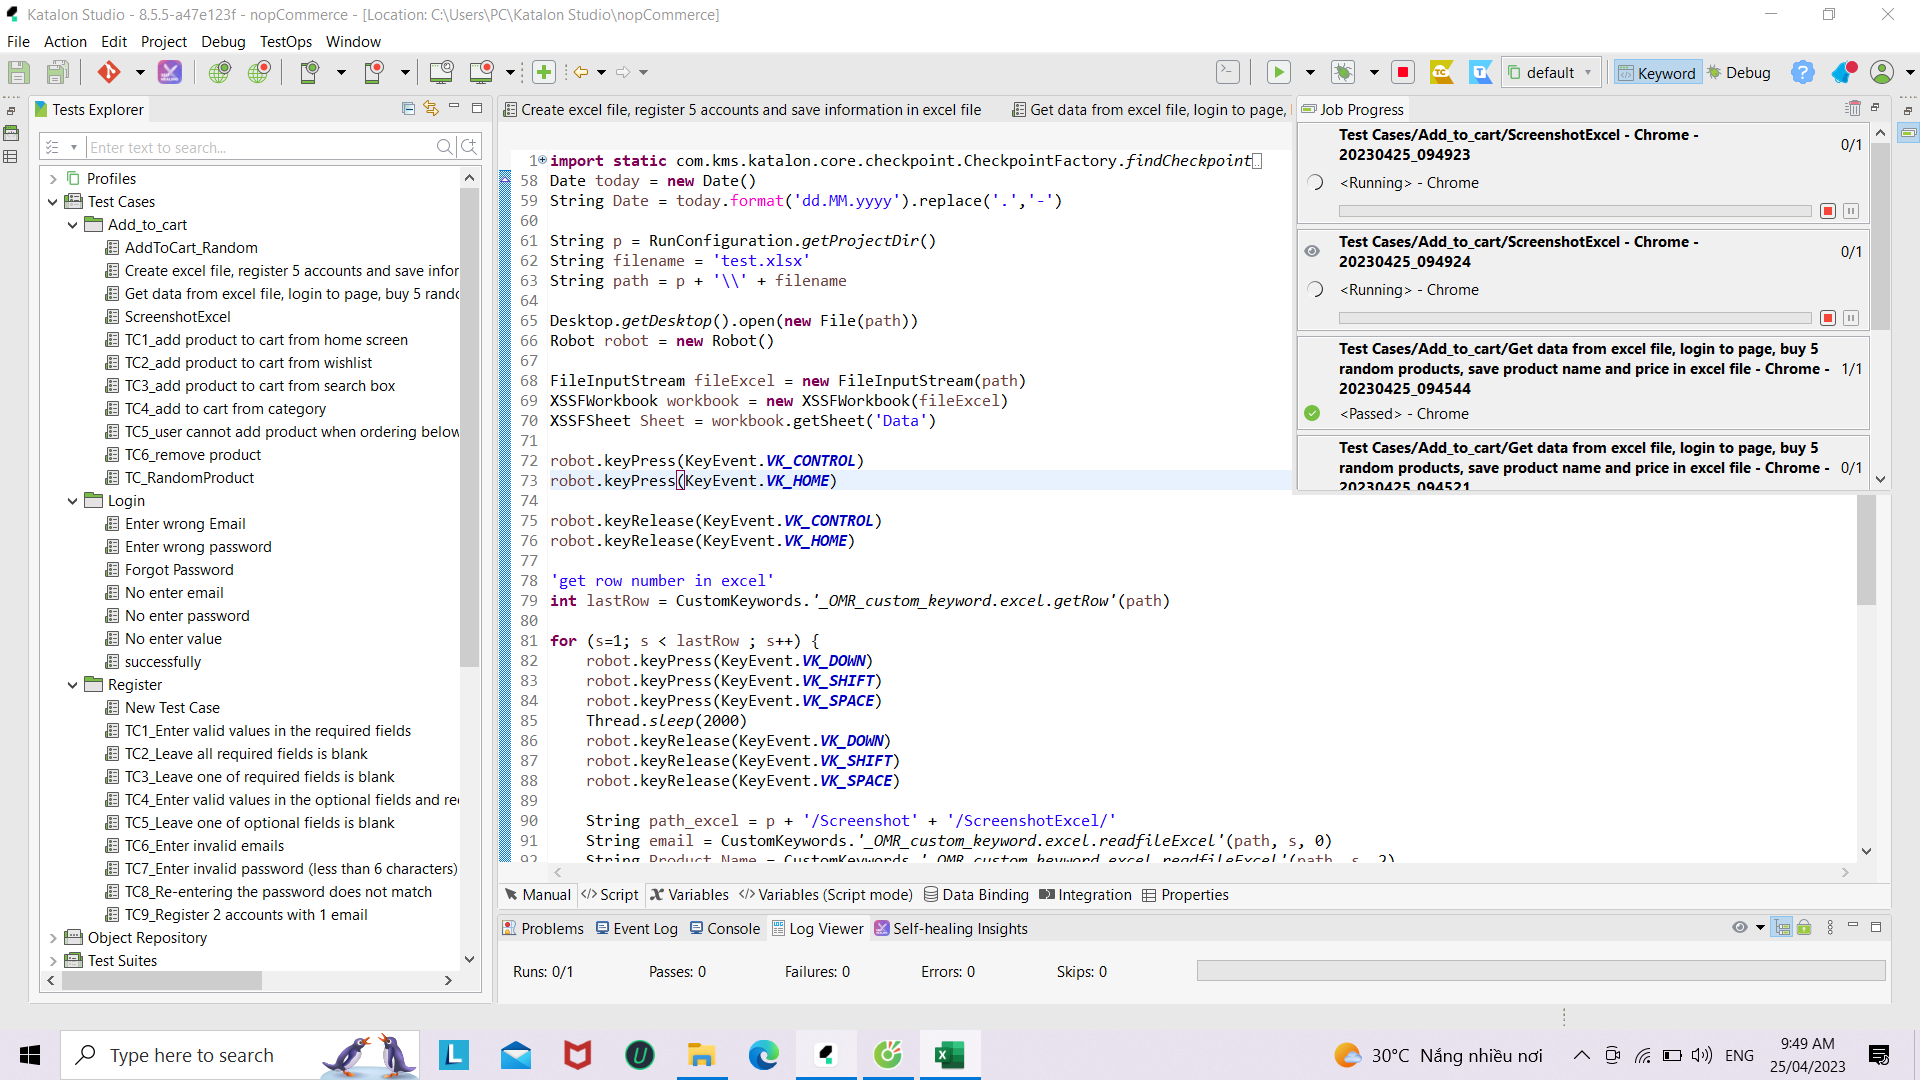 Katalon Studio - 8.5.5-a47e123f - nopCommerce - [Location: C:\Users\PC\Katalon Studio\nopCommerce]
File Action Edit Project Debug TestOps Window
default
Keyword
Debug
Tests Explorer
Enter text to search...
Profiles
Test Cases
Add_to_cart
AddToCart_Random
Create excel file, register 5 accounts and save infor
Get data from excel file, login to page, buy 5 rando
ScreenshotExcel
TC1_add product to cart from home screen
TC2_add product to cart from wishlist
TC3_add product to cart from search box
TC4_add to cart from category
TC5_user cannot add product when ordering below
TC6_remove product
TC_RandomProduct
Login
Enter wrong Email
Enter wrong password
Forgot Password
No enter email
No enter password
No enter value
successfully
Register
New Test Case
TC1_Enter valid values in the required fields
TC2_Leave all required fields is blank
TC3_Leave one of required fields is blank
TC4_Enter valid values in the optional fields and re
TC5_Leave one of optional fields is blank
TC6_Enter invalid emails
TC7_Enter invalid password (less than 6 characters)
TC8_Re-entering the password does not match
TC9_Register 2 accounts with 1 email
Object Repository
Test Suites
Create excel file, register 5 accounts and save information in excel file
Get data from excel file, login to page,
1 import static com.kms.katalon.core.checkpoint.CheckpointFactory.findCheckpoint
58 Date today = new Date()
59 String Date = today.format('dd.MM.yyyy').replace('.','-')
60
61 String p = RunConfiguration.getProjectDir()
62 String filename = 'test.xlsx'
63 String path = p + '\\' + filename
64
65 Desktop.getDesktop().open(new File(path))
66 Robot robot = new Robot()
67
68 FileInputStream fileExcel = new FileInputStream(path)
69 XSSFWorkbook workbook = new XSSFWorkbook(fileExcel)
70 XSSFSheet Sheet = workbook.getSheet('Data')
71
72 robot.keyPress(KeyEvent.VK_CONTROL)
73 robot.keyPress(KeyEvent.VK_HOME)
74
75 robot.keyRelease(KeyEvent.VK_CONTROL)
76 robot.keyRelease(KeyEvent.VK_HOME)
77
78 'get row number in excel'
79 int lastRow = CustomKeywords.'_OMR_custom_keyword.excel.getRow'(path)
80
81 for (s=1; s < lastRow ; s++) {
82 robot.keyPress(KeyEvent.VK_DOWN)
83 robot.keyPress(KeyEvent.VK_SHIFT)
84 robot.keyPress(KeyEvent.VK_SPACE)
85 Thread.sleep(2000)
86 robot.keyRelease(KeyEvent.VK_DOWN)
87 robot.keyRelease(KeyEvent.VK_SHIFT)
88 robot.keyRelease(KeyEvent.VK_SPACE)
89
90 String path_excel = p + '/Screenshot' + '/ScreenshotExcel/'
91 String email = CustomKeywords.'_OMR_custom_keyword.excel.readfileExcel'(path, s, 0)
92 String Product_Name = CustomKeywords.'_OMR_custom_keyword.excel.readfileExcel'(path, s, 2)
Job Progress
Test Cases/Add_to_cart/ScreenshotExcel - Chrome -
20230425_094923
0/1
<Running> - Chrome
Test Cases/Add_to_cart/ScreenshotExcel - Chrome -
20230425_094924
0/1
<Running> - Chrome
Test Cases/Add_to_cart/Get data from excel file, login to page, buy 5
random products, save product name and price in excel file - Chrome -
20230425_094544
1/1
<Passed> - Chrome
Test Cases/Add_to_cart/Get data from excel file, login to page, buy 5
random products, save product name and price in excel file - Chrome -
20230425_094521
0/1
Manual Script Variables Variables (Script mode) Data Binding Integration Properties
Problems Event Log Console Log Viewer Self-healing Insights
Runs: 0/1 Passes: 0 Failures: 0 Errors: 0 Skips: 0
Type here to search
30°C Nắng nhiều nơi
ENG
9:49 AM
25/04/2023